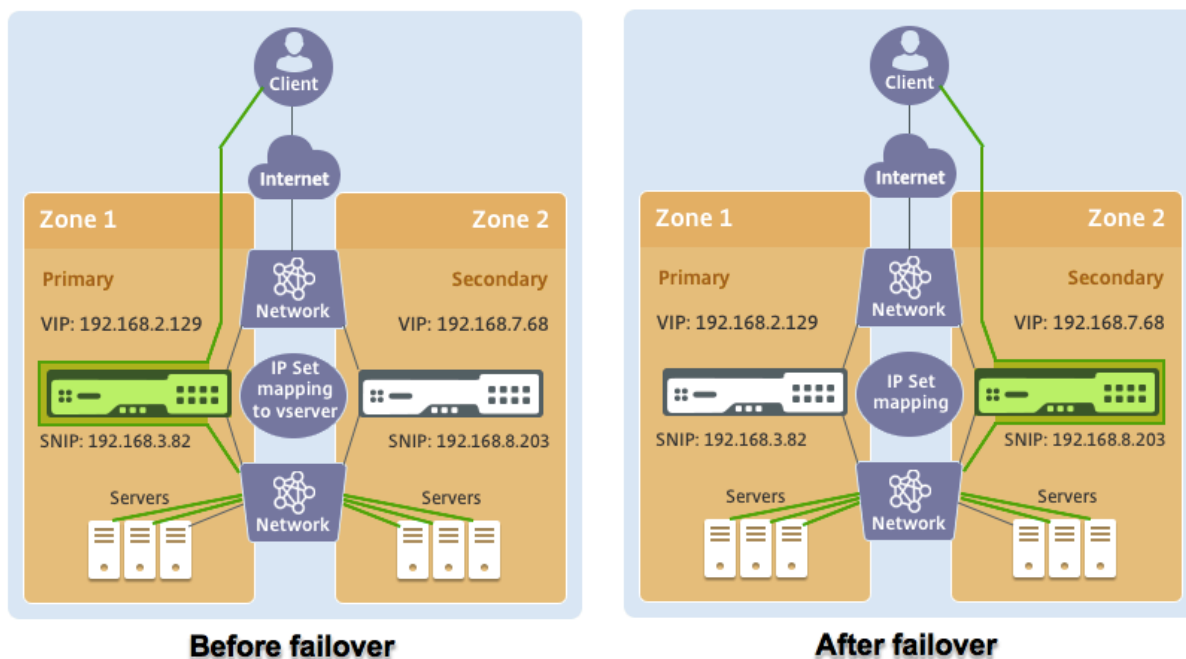 Client
Internet
Zone 1
Zone 2
Primary
Secondary
Network
VIP: 192.168.2.129
VIP: 192.168.7.68
IP Set
mapping
to vserver
SNIP: 192.168.3.82
SNIP: 192.168.8.203
Servers
Servers
Network
Before failover
Client
Internet
Zone 1
Zone 2
Primary
Secondary
Network
VIP: 192.168.2.129
VIP: 192.168.7.68
IP Set
mapping
SNIP: 192.168.3.82
SNIP: 192.168.8.203
Servers
Servers
Network
After failover